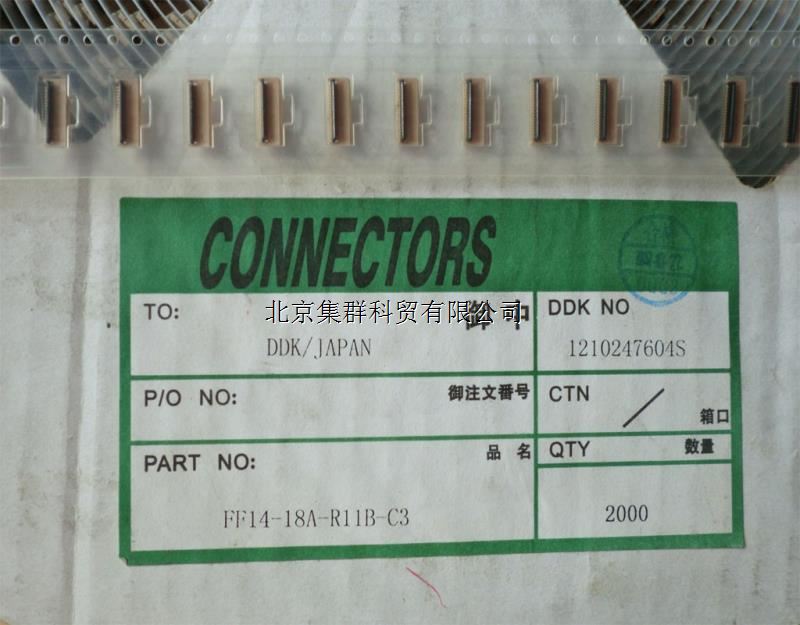 CONNECTORS
TO:
北京集群科贸有限公司
御中
DDK/JAPAN
DDK NO
1210247604S
P/O NO:
御注文番号
CTN
箱口
PART NO:
品名
FF14-18A-R11B-C3
QTY
数量
2000